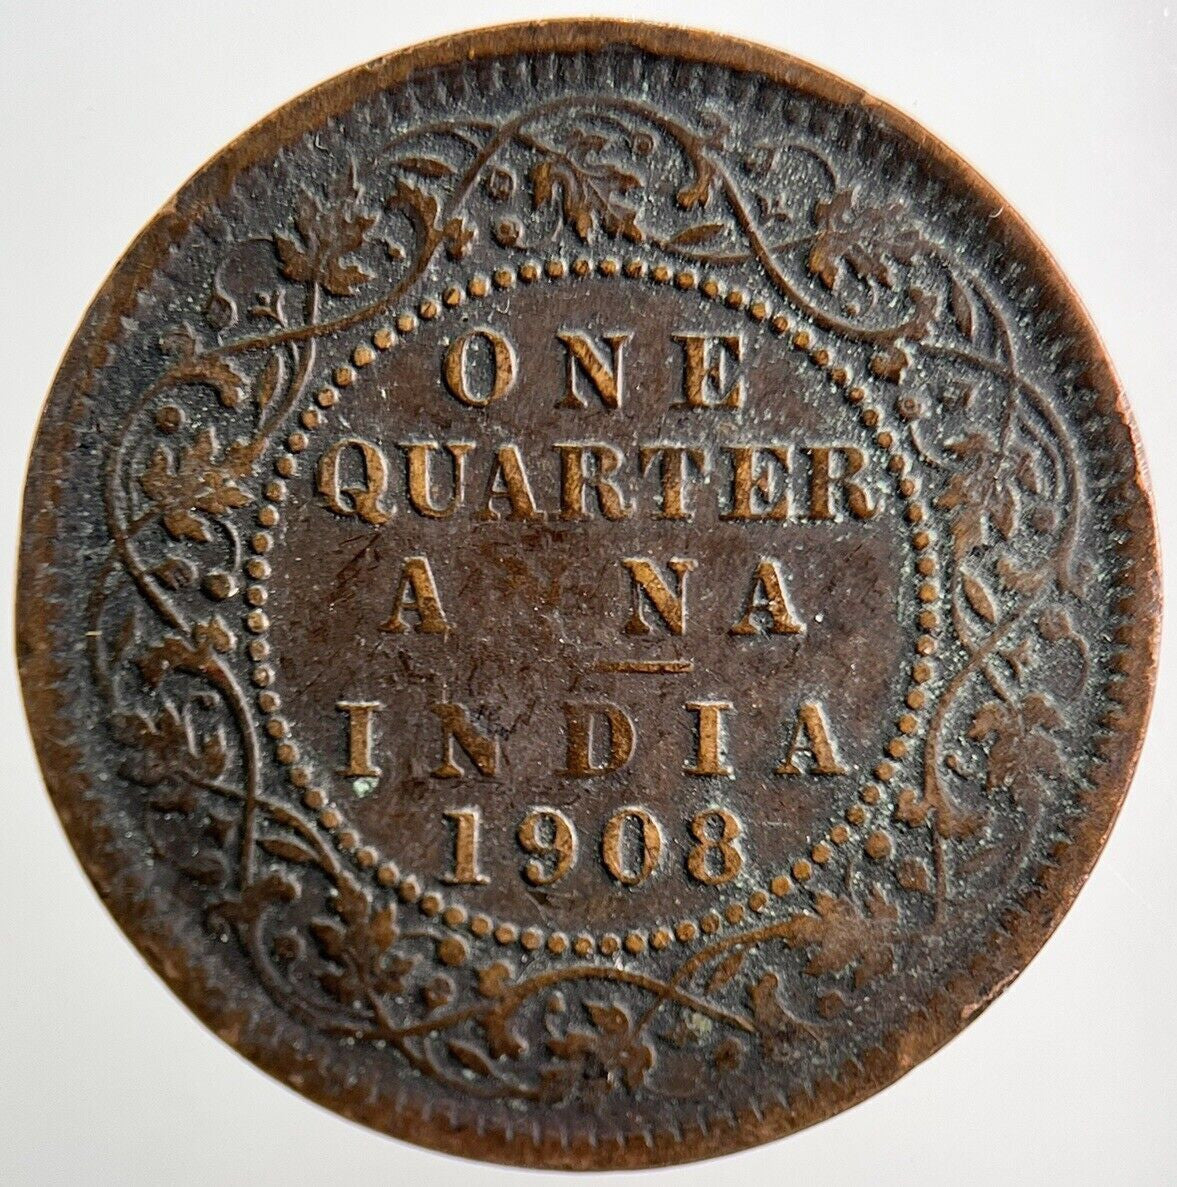 ONE
QUARTER
A NA
INDIA
1908